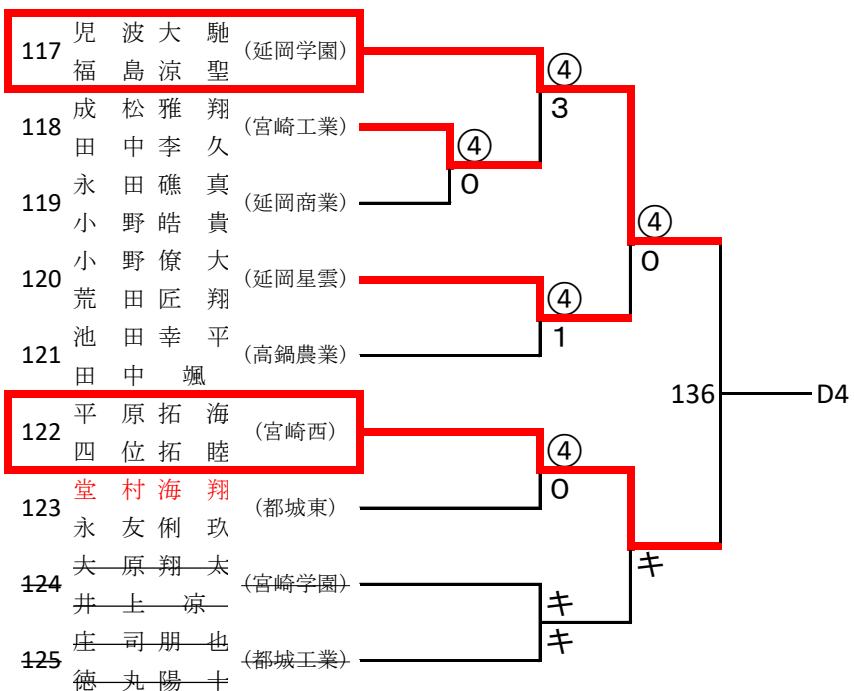 117 児波大馳 (延岡学園)
福島涼聖
④
3
118 成松雅翔 (宮崎工業)
田中李久
④
0
119 永田礁真 (延岡商業)
小野皓貴
④
0
120 小野僚大 (延岡星雲)
荒田匠翔
④
1
121 池田幸平 (高鍋農業)
田中颯
136 D4
122 平原拓海 (宮崎西)
四位拓睦
④
0
123 堂村海翔 (都城東)
永友俐玖
キ
124 大原翔太 (宮崎学園)
井上凉
キ
キ
125 庄司朋也 (都城工業)
徳丸陽十